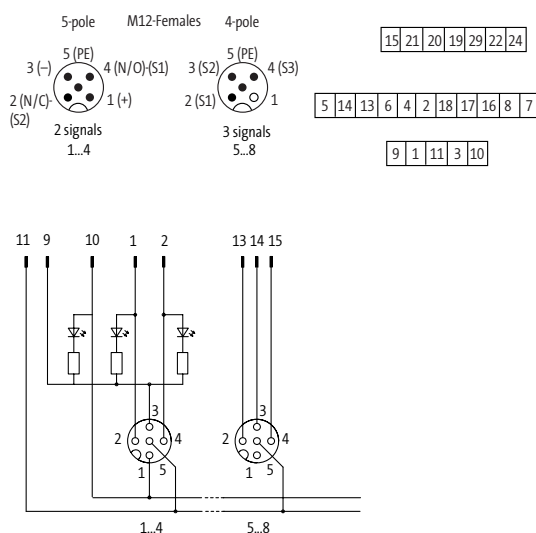 5-pole M12-Females 4-pole
5 (PE) 5 (PE)
3 (–) 4 (N/O)-(S1) 3 (S2) 4 (S3)
2 (N/C)- 1 (+) 2 (S1) 1
(S2)
2 signals 3 signals
1...4 5...8
15 21 20 19 29 22 24
5 14 13 6 4 2 18 17 16 8 7
9 1 11 3 10
11 9 10 1 2 13 14 15
3 3
2 4 2 4
1 5 1 5
1...4 5...8